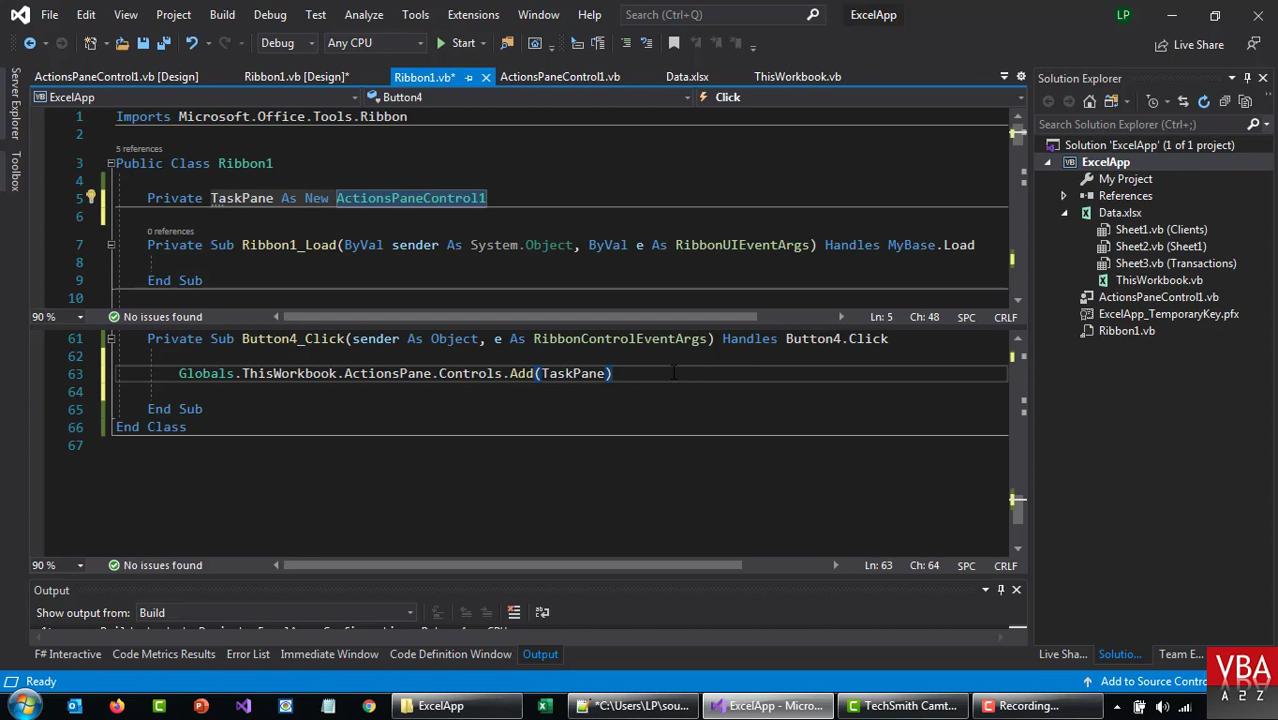 File Edit View Project Build Debug Test Analyze Tools Extensions Window Help Search (Ctrl+Q) ExcelApp LP
Debug Any CPU Start Live Share
ActionsPaneControl1.vb [Design] Ribbon1.vb [Design]* Ribbon1.vb* ActionsPaneControl1.vb Data.xlsx ThisWorkbook.vb
ExcelApp Button4 Click
Server Explorer
Toolbox
1 Imports Microsoft.Office.Tools.Ribbon
2
5 references
3 Public Class Ribbon1
4
5 Private TaskPane As New ActionsPaneControl1
6
0 references
7 Private Sub Ribbon1_Load(ByVal sender As System.Object, ByVal e As RibbonUIEventArgs) Handles MyBase.Load
8
9 End Sub
10
90 % No issues found Ln: 5 Ch: 48 SPC CRLF
61 Private Sub Button4_Click(sender As Object, e As RibbonControlEventArgs) Handles Button4.Click
62
63 Globals.ThisWorkbook.ActionsPane.Controls.Add(TaskPane)
64
65 End Sub
66 End Class
67
90 % No issues found Ln: 63 Ch: 64 SPC CRLF
Output
Show output from: Build
F# Interactive Code Metrics Results Error List Immediate Window Code Definition Window Output
Solution Explorer
Search Solution Explorer (Ctrl+;)
Solution 'ExcelApp' (1 of 1 project)
ExcelApp
My Project
References
Data.xlsx
Sheet1.vb (Clients)
Sheet2.vb (Sheet1)
Sheet3.vb (Transactions)
ThisWorkbook.vb
ActionsPaneControl1.vb
ExcelApp_TemporaryKey.pfx
Ribbon1.vb
Live Sha... Solutio... Team E...
Ready Add to Source Contr
VBA
A 2 Z
ExcelApp *C:\Users\LP\sou... ExcelApp - Micros... TechSmith Camt... Recording...